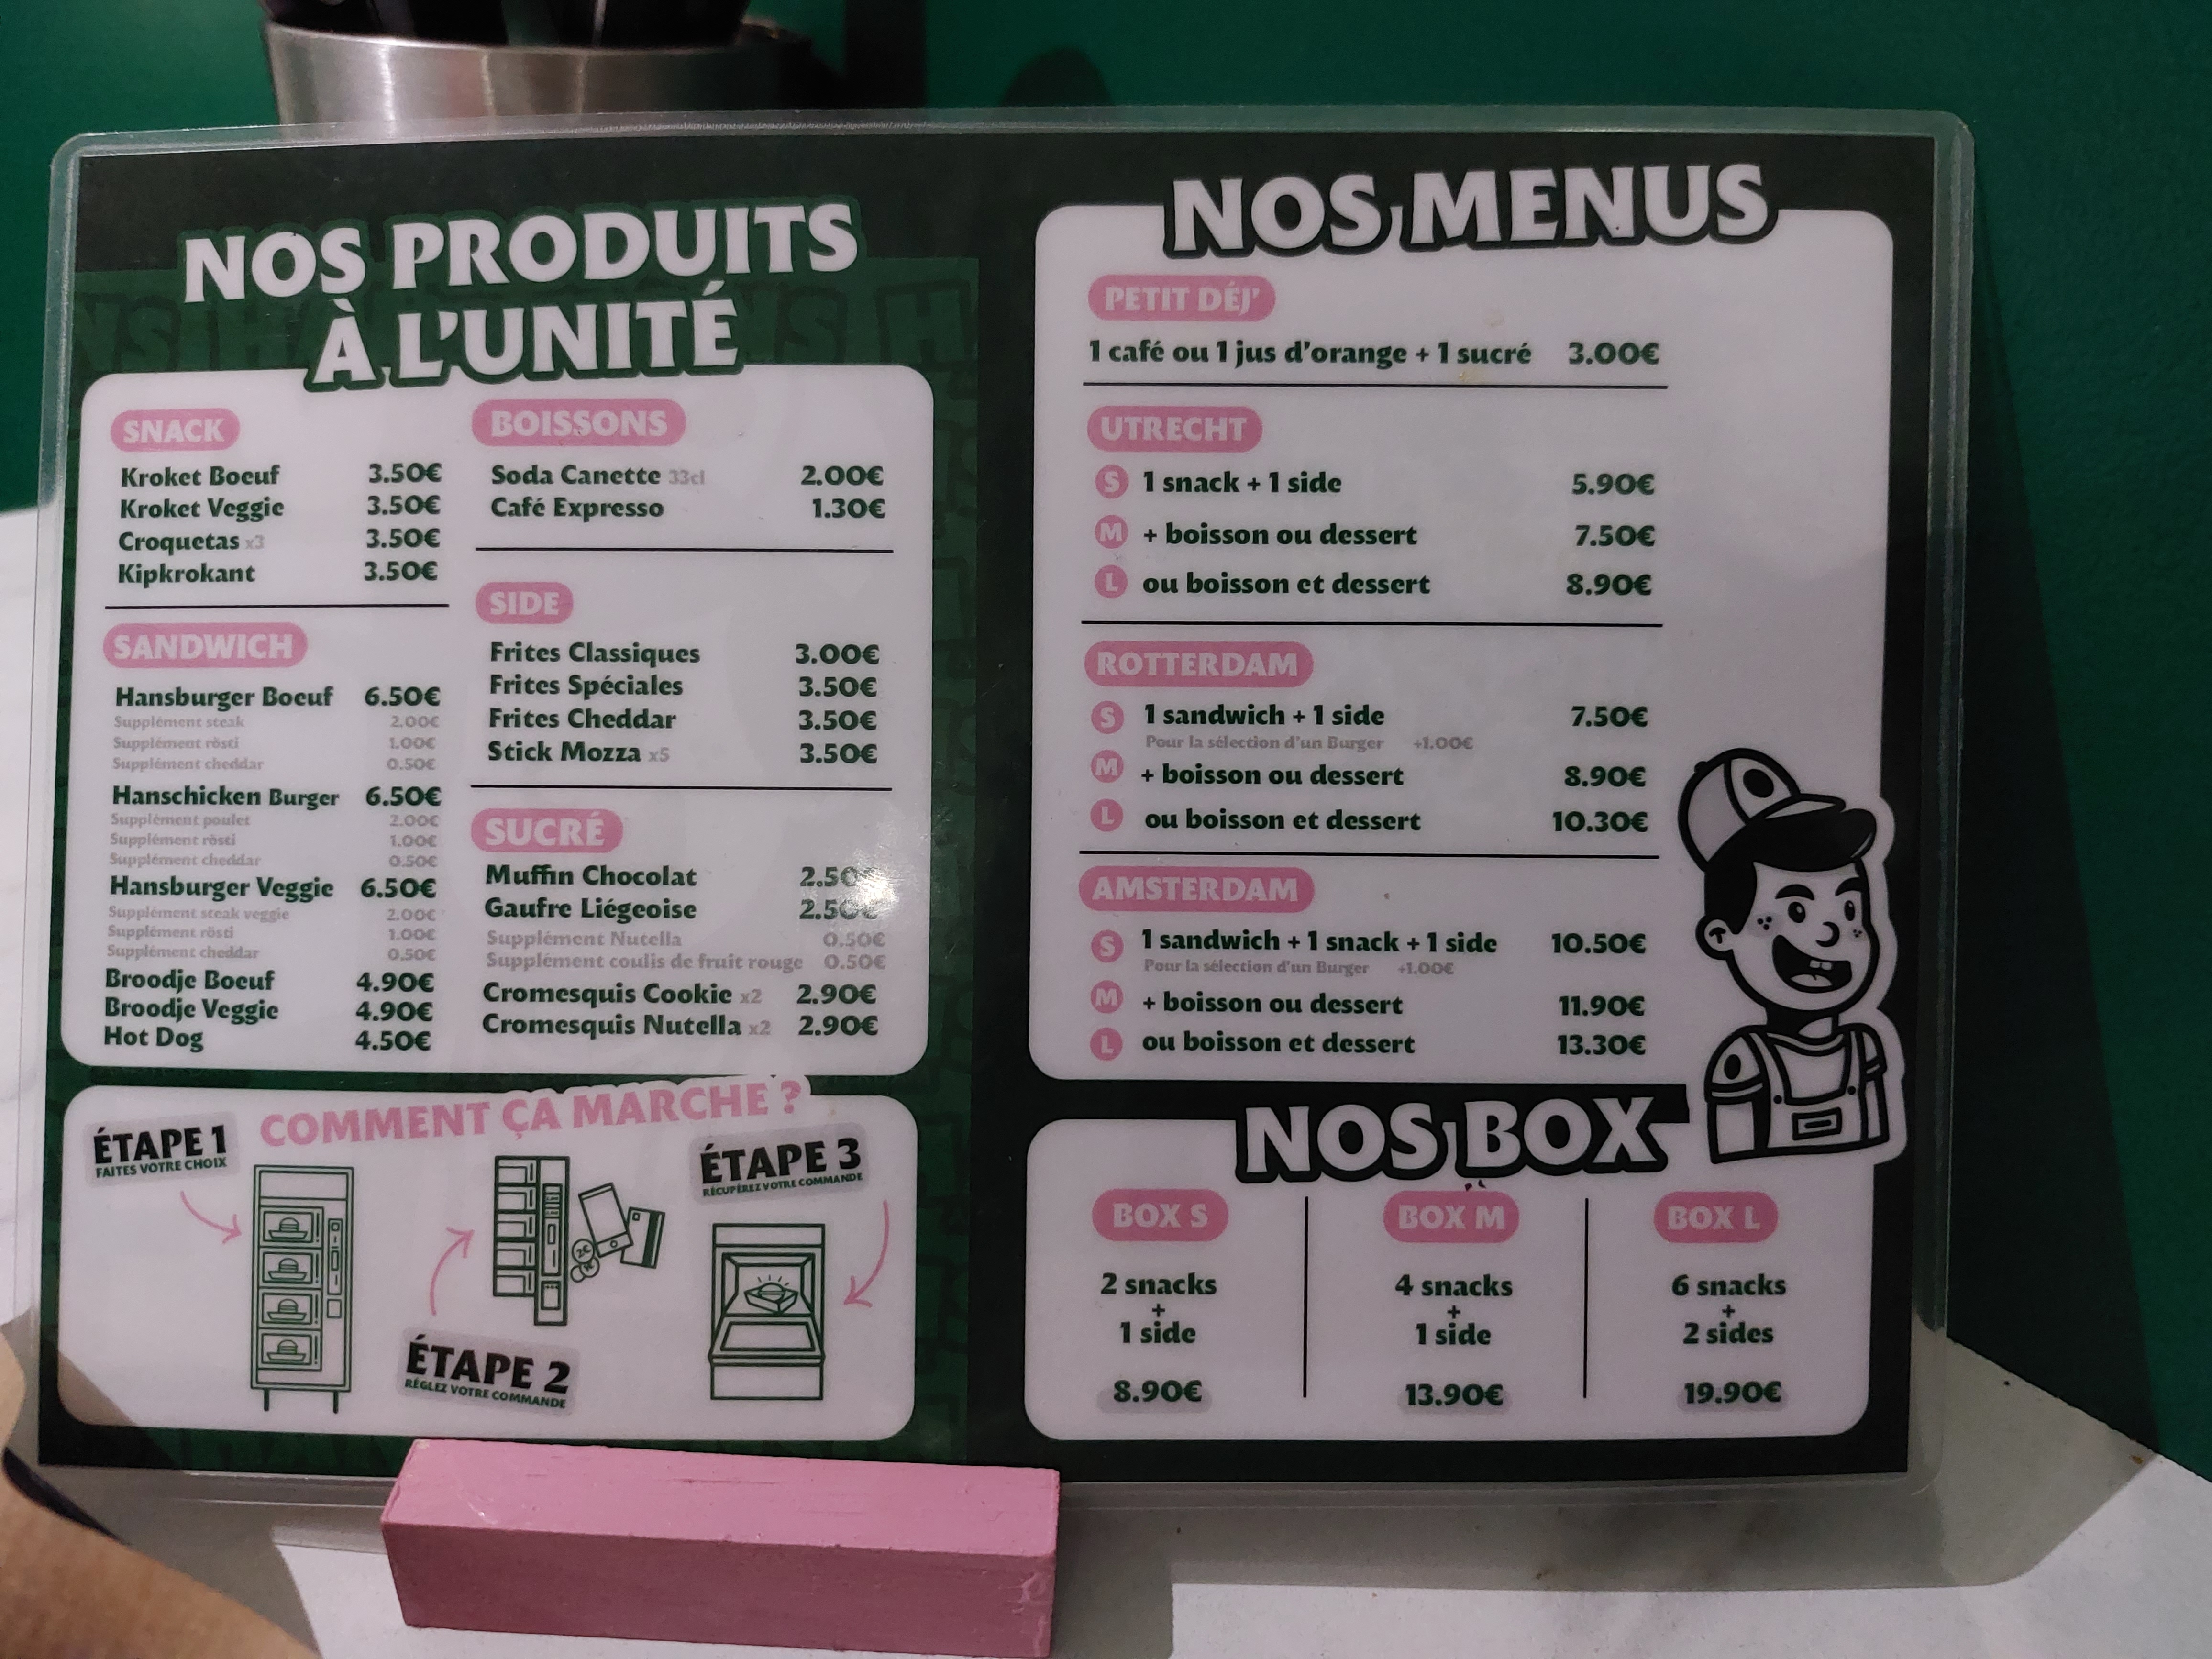 NOS PRODUITS
À L'UNITÉ
SNACK
Kroket Boeuf 3.50€
Kroket Veggie 3.50€
Croquetas x3 3.50€
Kipkrokant 3.50€
SANDWICH
Hansburger Boeuf 6.50€
Supplément steak 2.00€
Supplément rösti 1.00€
Supplément cheddar 0.50€
Hanschicken Burger 6.50€
Supplément poulet 2.00€
Supplément rösti 1.00€
Supplément cheddar 0.50€
Hansburger Veggie 6.50€
Supplément steak veggie 2.00€
Supplément rösti 1.00€
Supplément cheddar 0.50€
Broodje Boeuf 4.90€
Broodje Veggie 4.90€
Hot Dog 4.50€
BOISSONS
Soda Canette 33cl 2.00€
Café Expresso 1.30€
SIDE
Frites Classiques 3.00€
Frites Spéciales 3.50€
Frites Cheddar 3.50€
Stick Mozza x5 3.50€
SUCRÉ
Muffin Chocolat 2.50€
Gaufre Liégeoise 2.50€
Supplément Nutella 0.50€
Supplément coulis de fruit rouge 0.50€
Cromesquis Cookie x2 2.90€
Cromesquis Nutella x2 2.90€
COMMENT ÇA MARCHE ?
ÉTAPE 1
FAITES VOTRE CHOIX
ÉTAPE 2
RÉGLEZ VOTRE COMMANDE
ÉTAPE 3
RÉCUPÉREZ VOTRE COMMANDE
NOS MENUS
PETIT DÉJ'
1 café ou 1 jus d'orange + 1 sucré 3.00€
UTRECHT
S 1 snack + 1 side 5.90€
M + boisson ou dessert 7.50€
L ou boisson et dessert 8.90€
ROTTERDAM
S 1 sandwich + 1 side 7.50€
Pour la sélection d'un Burger +1.00€
M + boisson ou dessert 8.90€
L ou boisson et dessert 10.30€
AMSTERDAM
S 1 sandwich + 1 snack + 1 side 10.50€
Pour la sélection d'un Burger +1.00€
M + boisson ou dessert 11.90€
L ou boisson et dessert 13.30€
NOS BOX
BOX S
2 snacks
+
1 side
8.90€
BOX M
4 snacks
+
1 side
13.90€
BOX L
6 snacks
+
2 sides
19.90€